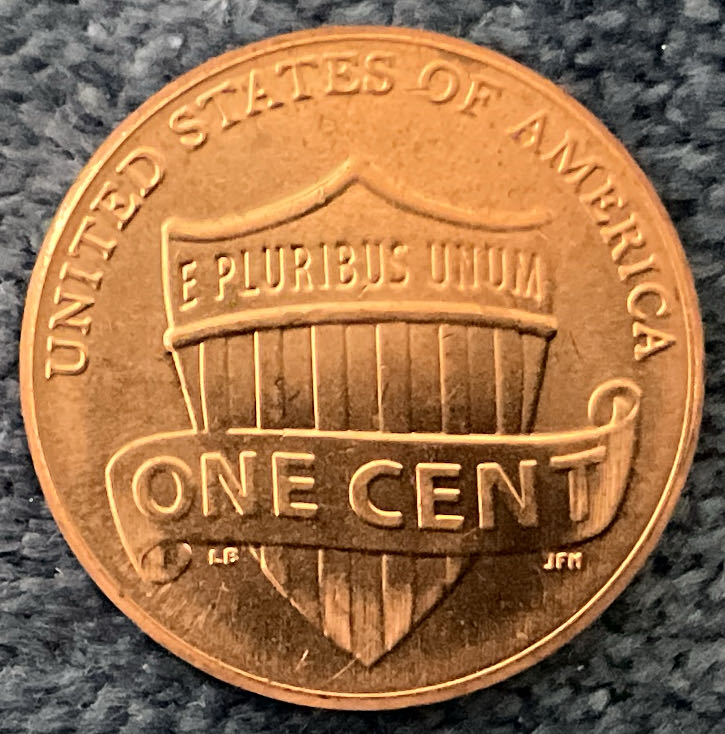 UNITED STATES OF AMERICA
E PLURIBUS UNUM
ONE CENT
LB JFM